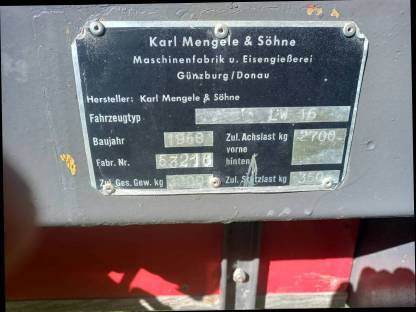 Karl Mengele & Söhne
Maschinenfabrik u. Eisengießerei
Günzburg/Donau
Hersteller: Karl Mengele & Söhne
Fahrzeugtyp LW 16
Baujahr 1968 Zul. Achslast kg 2700
vorne
Fabr. Nr. 53216 hinten
Zul. Ges. Gew. kg Zul. Stützlast kg 350